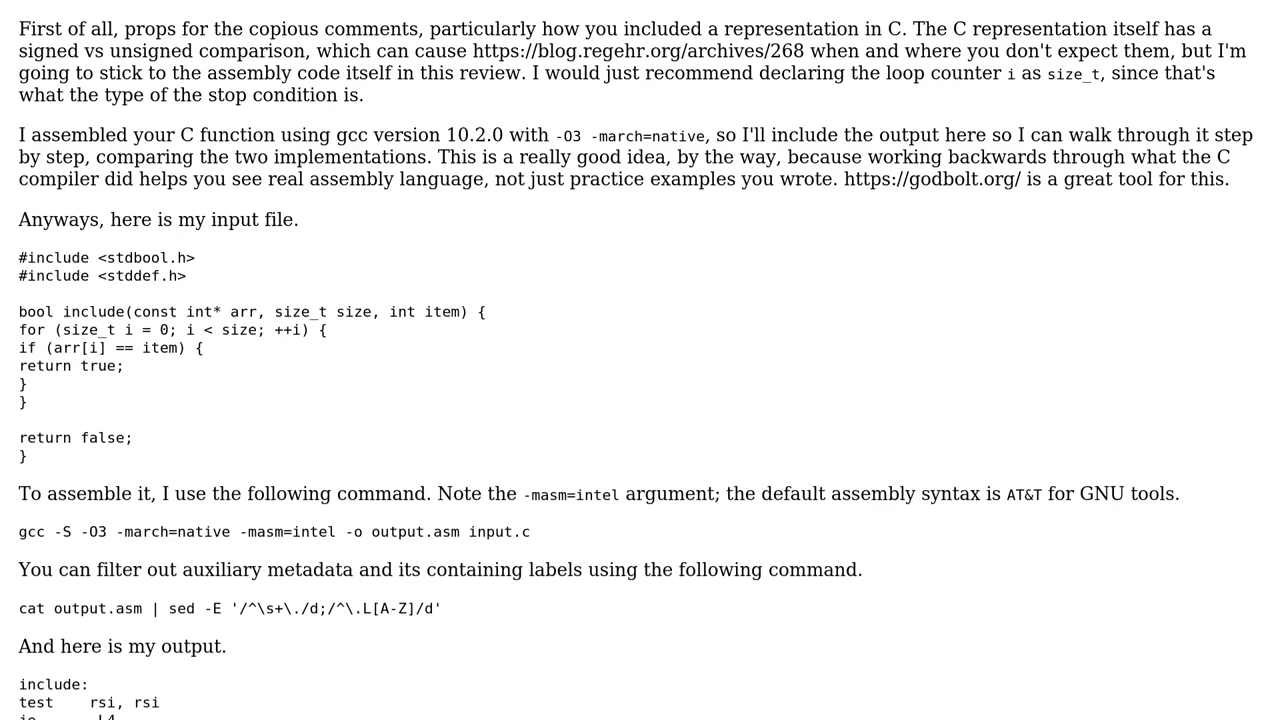 First of all, props for the copious comments, particularly how you included a representation in C. The C representation itself has a
signed vs unsigned comparison, which can cause https://blog.regehr.org/archives/268 when and where you don't expect them, but I'm
going to stick to the assembly code itself in this review. I would just recommend declaring the loop counter i as size_t, since that's
what the type of the stop condition is.
I assembled your C function using gcc version 10.2.0 with -O3 -march=native, so I'll include the output here so I can walk through it step
by step, comparing the two implementations. This is a really good idea, by the way, because working backwards through what the C
compiler did helps you see real assembly language, not just practice examples you wrote. https://godbolt.org/ is a great tool for this.
Anyways, here is my input file.
#include <stdbool.h>
#include <stddef.h>
bool include(const int* arr, size_t size, int item) {
for (size_t i = 0; i < size; ++i) {
if (arr[i] == item) {
return true;
}
}
return false;
}
To assemble it, I use the following command. Note the -masm=intel argument; the default assembly syntax is AT&T for GNU tools.
gcc -S -O3 -march=native -masm=intel -o output.asm input.c
You can filter out auxiliary metadata and its containing labels using the following command.
cat output.asm | sed -E '/^\s+\./d;/^\.L[A-Z]/d'
And here is my output.
include:
test    rsi, rsi